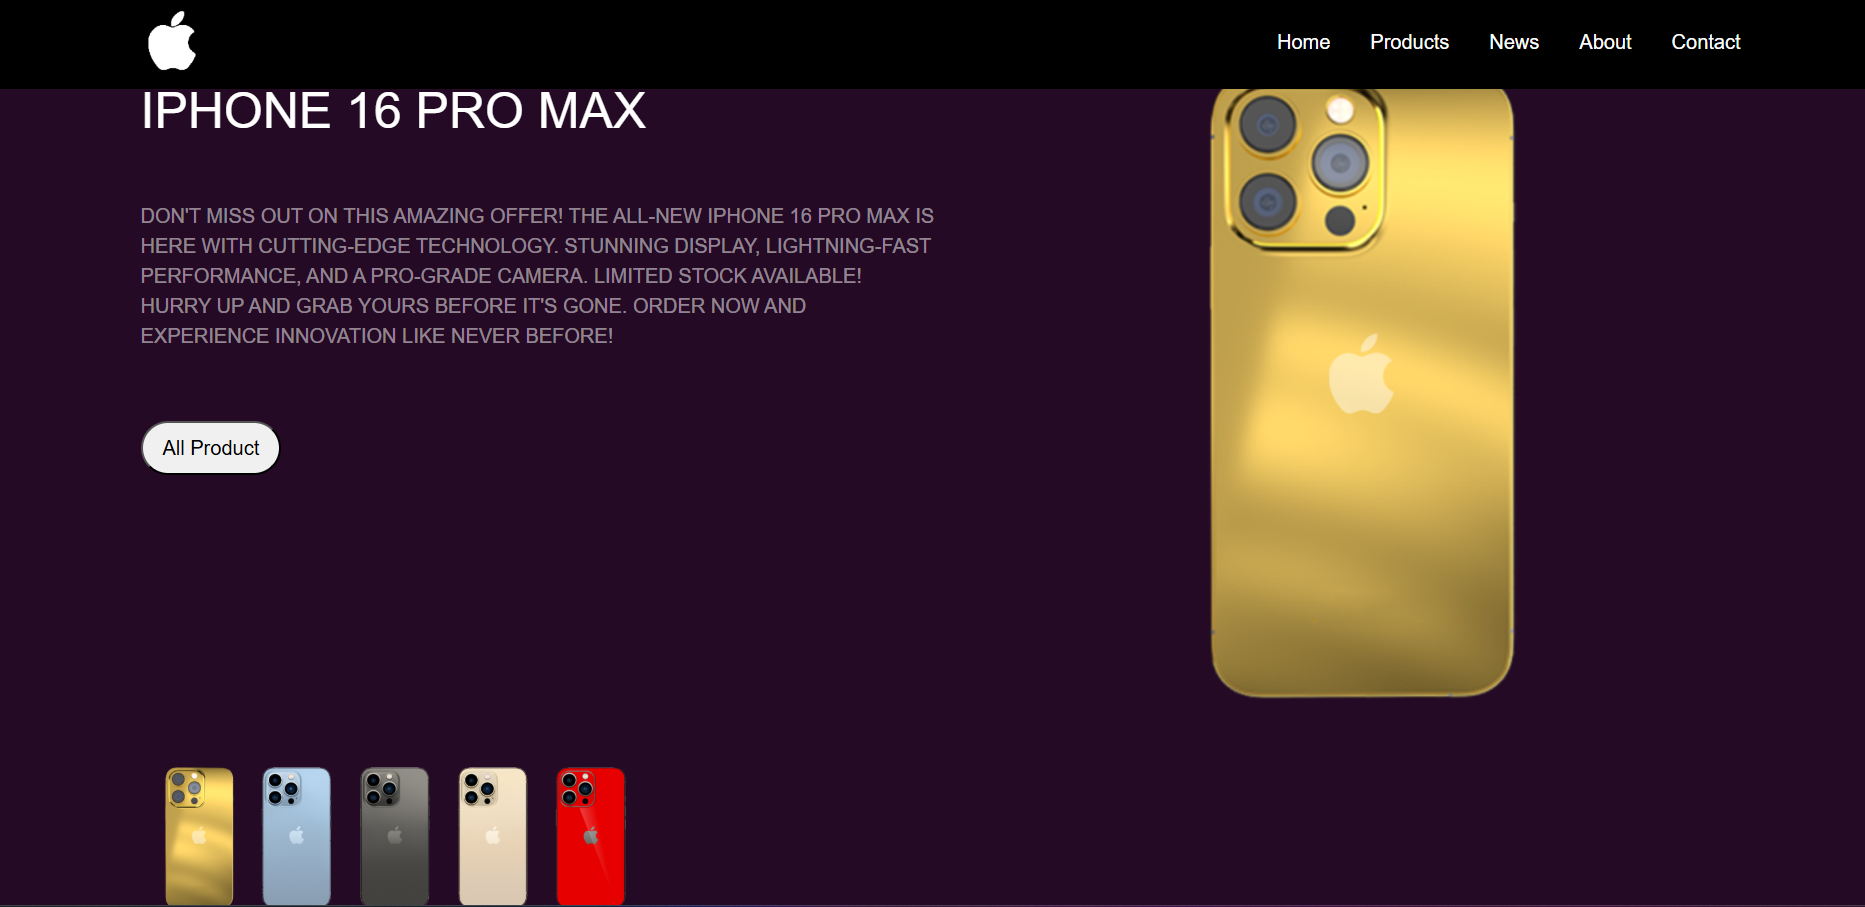 Home Products News About Contact
IPHONE 16 PRO MAX
DON'T MISS OUT ON THIS AMAZING OFFER! THE ALL-NEW IPHONE 16 PRO MAX IS
HERE WITH CUTTING-EDGE TECHNOLOGY. STUNNING DISPLAY, LIGHTNING-FAST
PERFORMANCE, AND A PRO-GRADE CAMERA. LIMITED STOCK AVAILABLE!
HURRY UP AND GRAB YOURS BEFORE IT'S GONE. ORDER NOW AND
EXPERIENCE INNOVATION LIKE NEVER BEFORE!
All Product